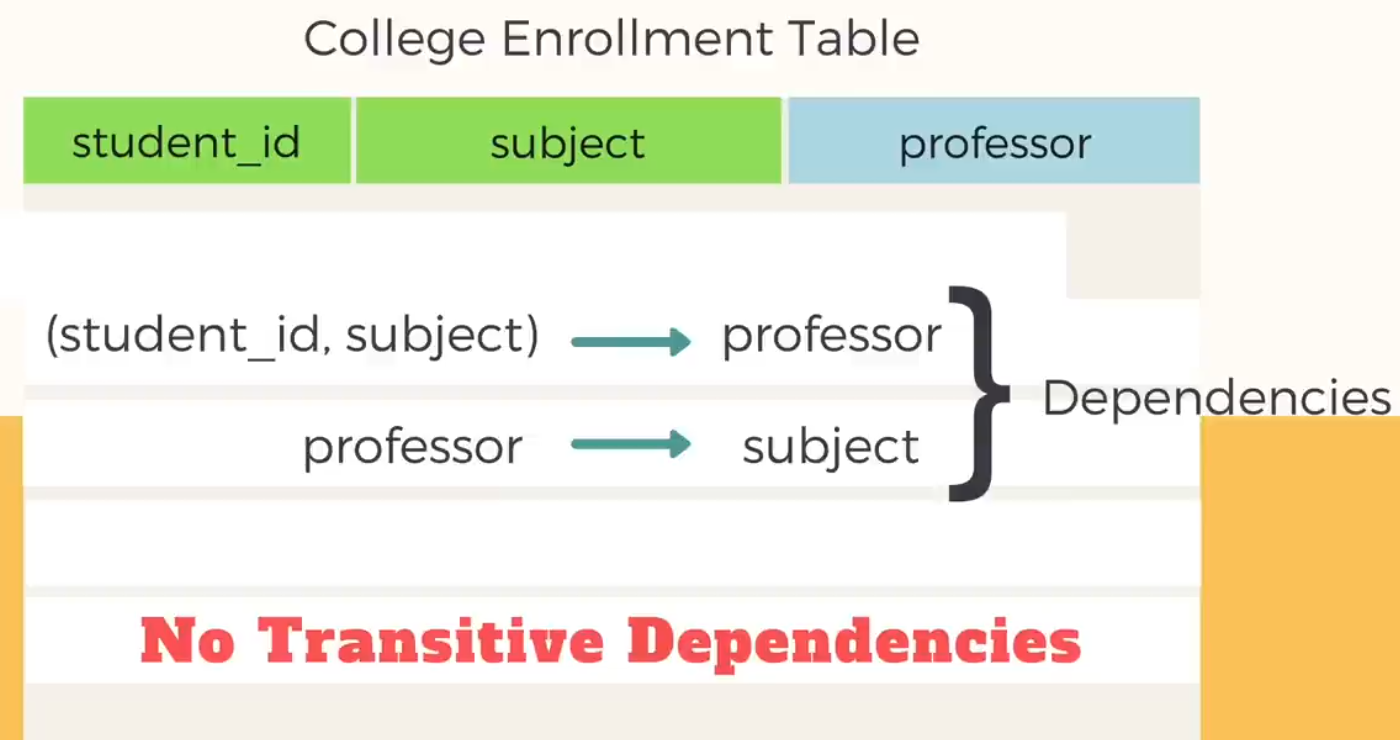 College Enrollment Table
student_id subject professor
(student_id, subject) → professor
} Dependencies
professor → subject
No Transitive Dependencies